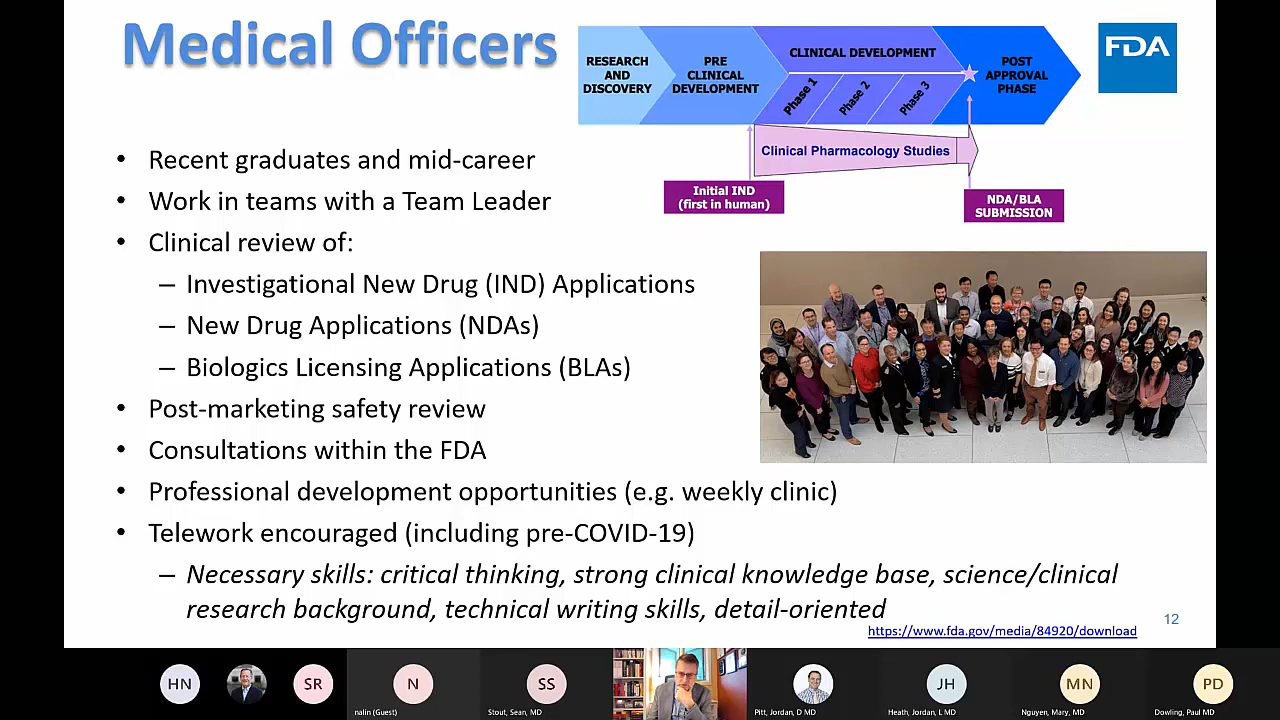 Medical Officers
RESEARCH
AND
DISCOVERY
PRE
CLINICAL
DEVELOPMENT
CLINICAL DEVELOPMENT
Phase 1
Phase 2
Phase 3
POST
APPROVAL
PHASE
FDA
Clinical Pharmacology Studies
Initial IND
(first in human)
NDA/BLA
SUBMISSION
• Recent graduates and mid-career
• Work in teams with a Team Leader
• Clinical review of:
– Investigational New Drug (IND) Applications
– New Drug Applications (NDAs)
– Biologics Licensing Applications (BLAs)
• Post-marketing safety review
• Consultations within the FDA
• Professional development opportunities (e.g. weekly clinic)
• Telework encouraged (including pre-COVID-19)
– Necessary skills: critical thinking, strong clinical knowledge base, science/clinical
research background, technical writing skills, detail-oriented
https://www.fda.gov/media/84920/download
12
HN
SR
N
nalin (Guest)
SS
Stout, Sean, MD
Pitt, Jordan, D MD
JH
Heath, Jordan, L MD
MN
Nguyen, Mary, MD
PD
Dowling, Paul MD